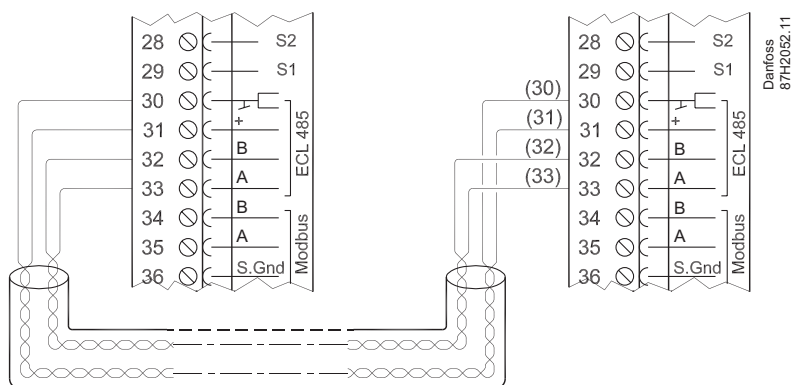 28 S2
29 S1
30
31 +
32 B
33 A
ECL 485
34 B
35 A
36 S.Gnd
Modbus
28 S2
29 S1
(30) 30
(31) 31 +
(32) 32 B
(33) 33 A
ECL 485
34 B
35 A
36 S.Gnd
Modbus
Danfoss
87H2052.11